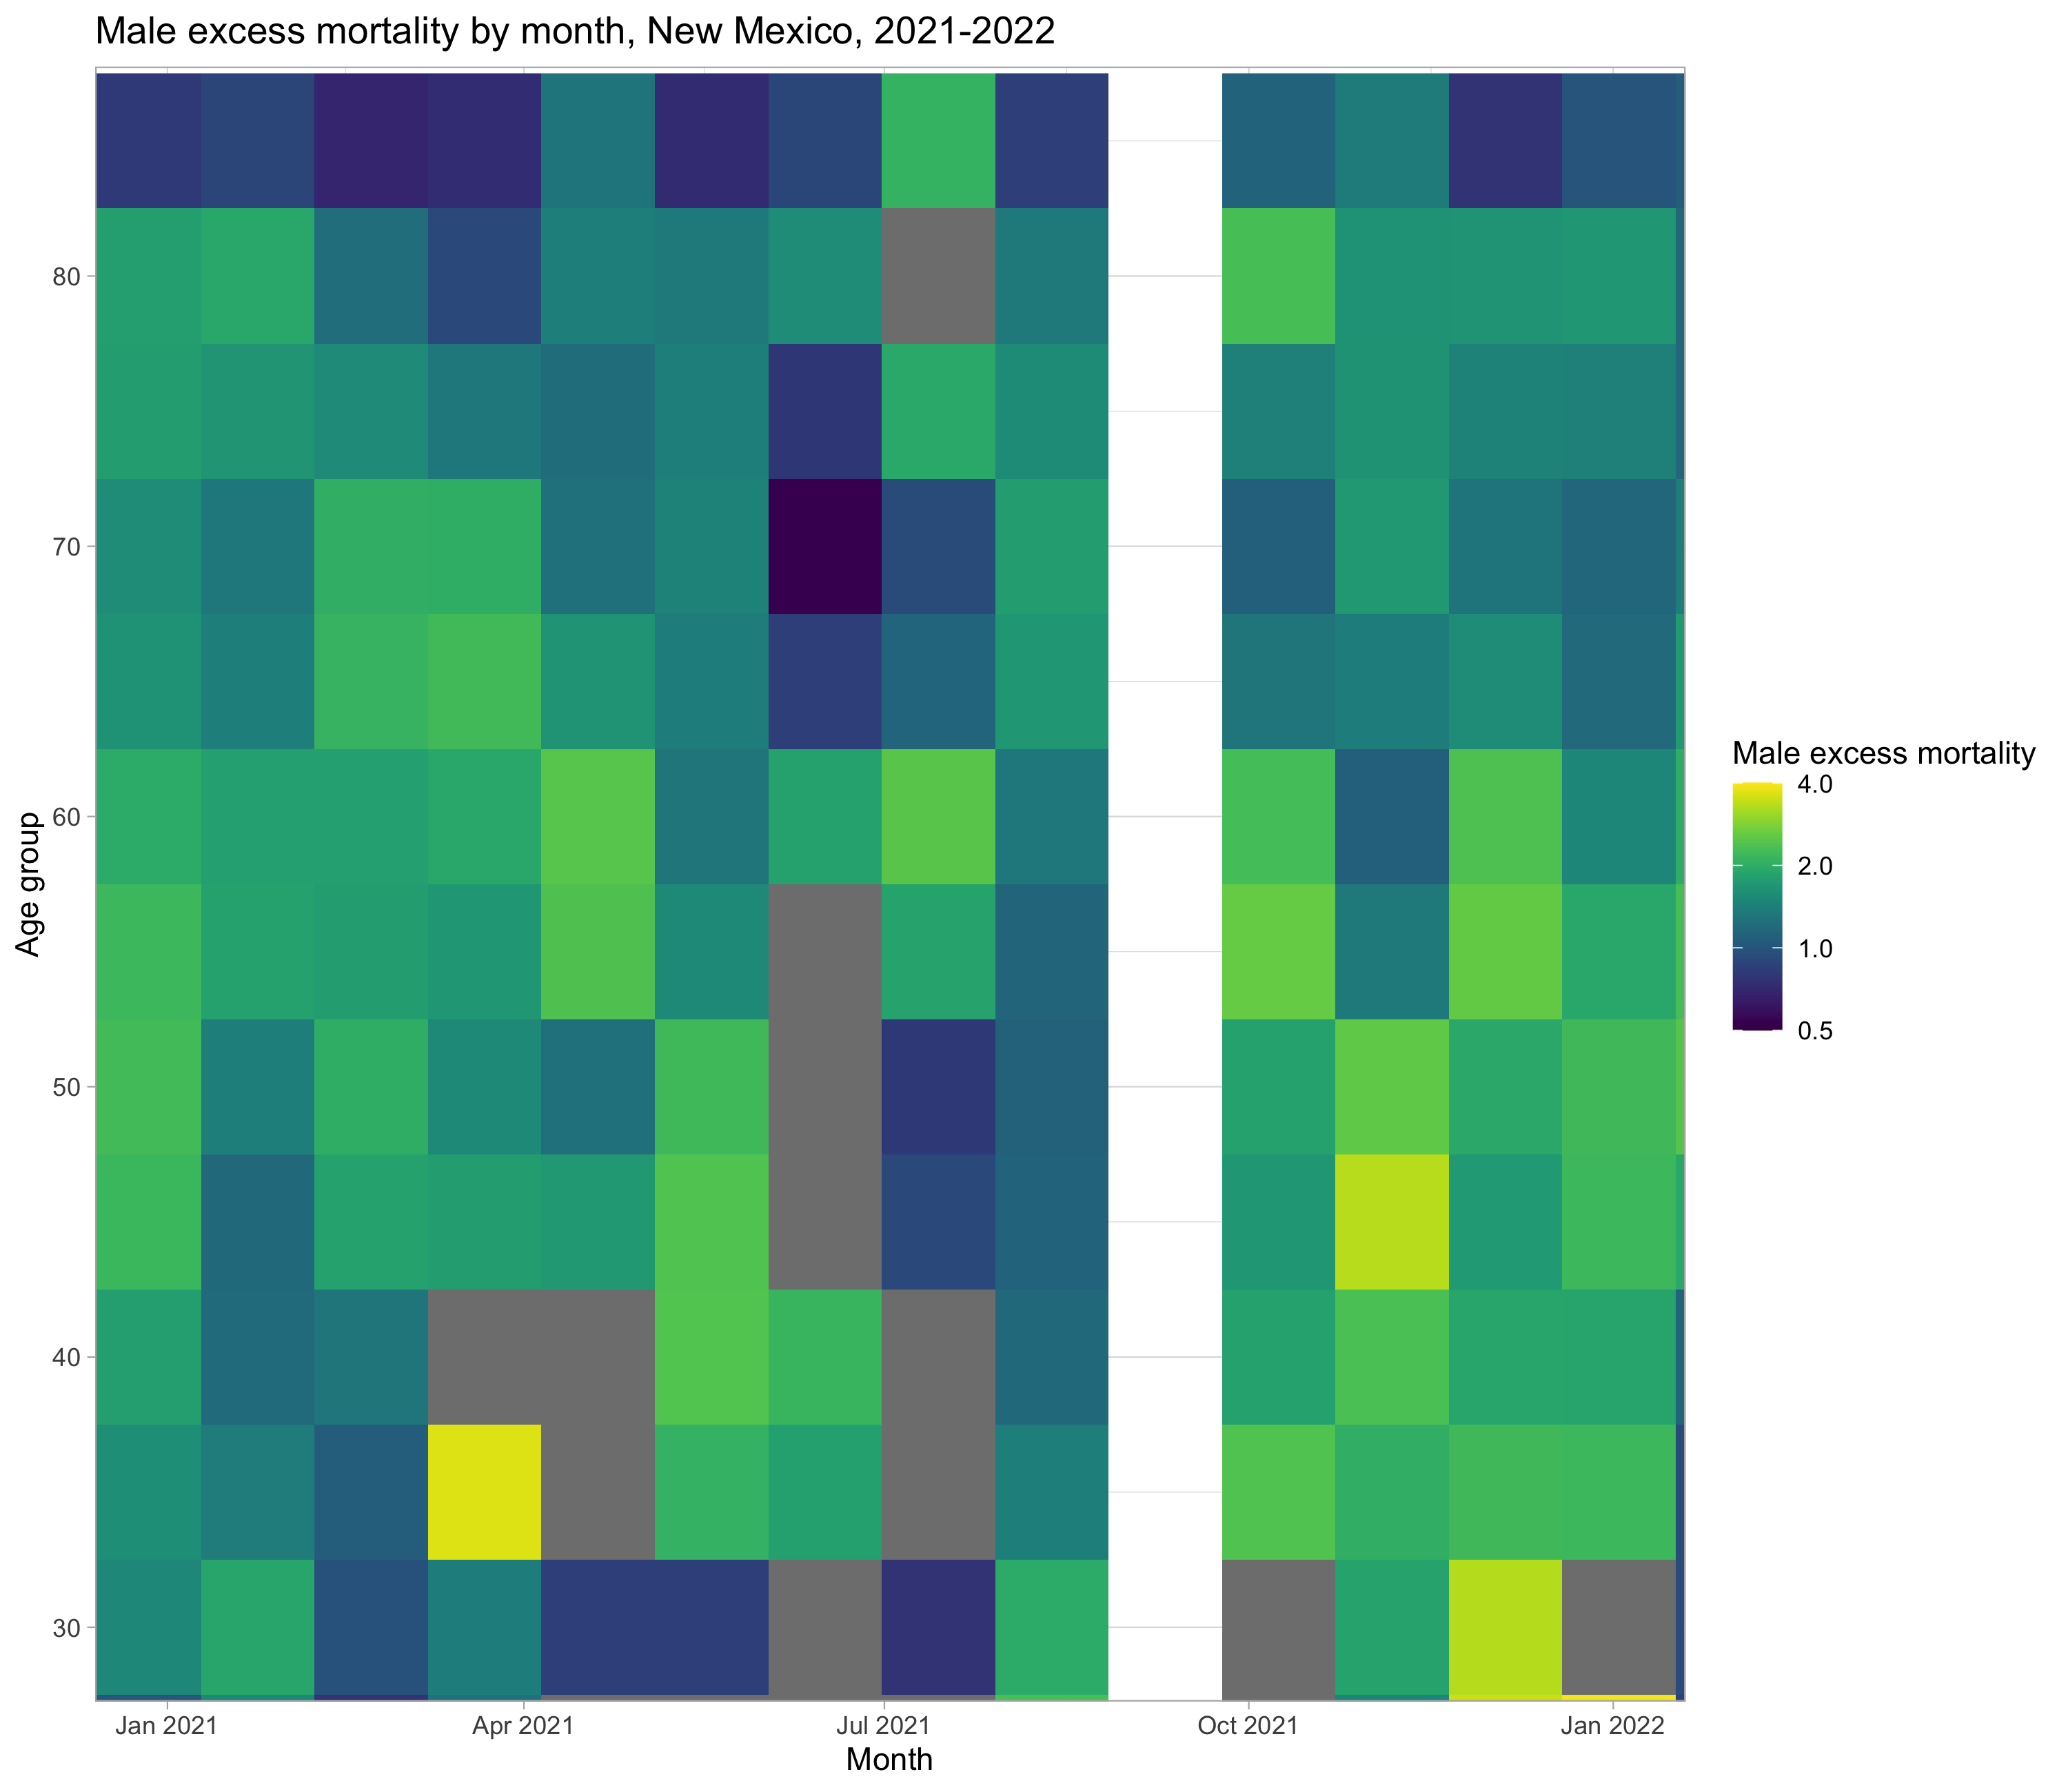 Male excess mortality by month, New Mexico, 2021-2022
80
70
60
50
40
30
Age group
Jan 2021
Apr 2021
Jul 2021
Oct 2021
Jan 2022
Month
Male excess mortality
4.0
2.0
1.0
0.5